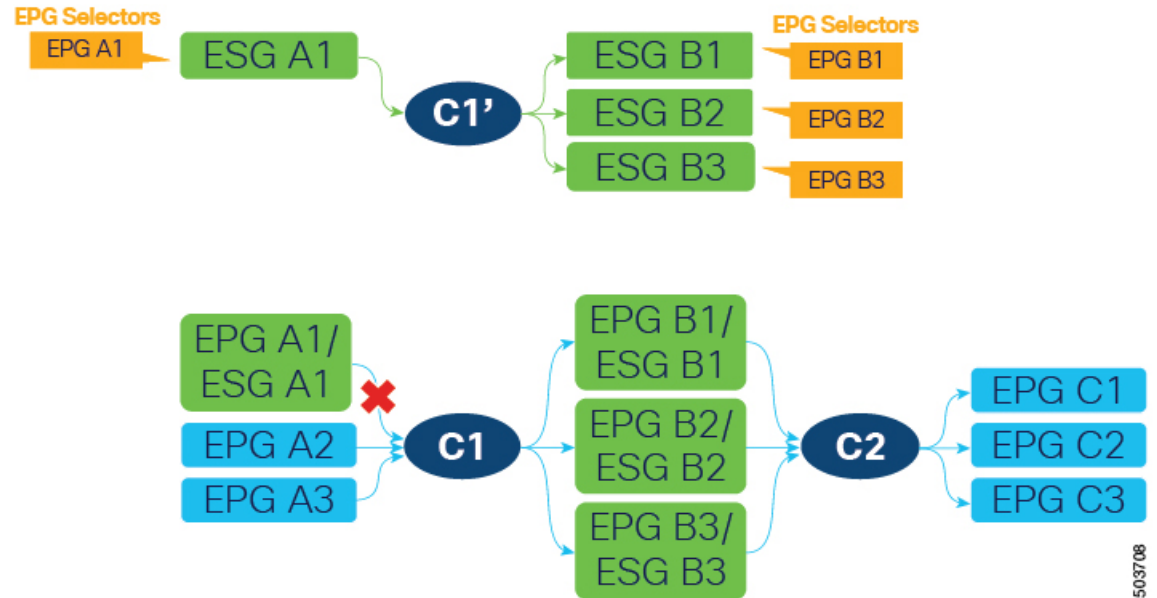 EPG Selectors
EPG A1
ESG A1
C1’
ESG B1
ESG B2
ESG B3
EPG Selectors
EPG B1
EPG B2
EPG B3
EPG A1/
ESG A1
EPG A2
EPG A3
C1
EPG B1/
ESG B1
EPG B2/
ESG B2
EPG B3/
ESG B3
C2
EPG C1
EPG C2
EPG C3
503708